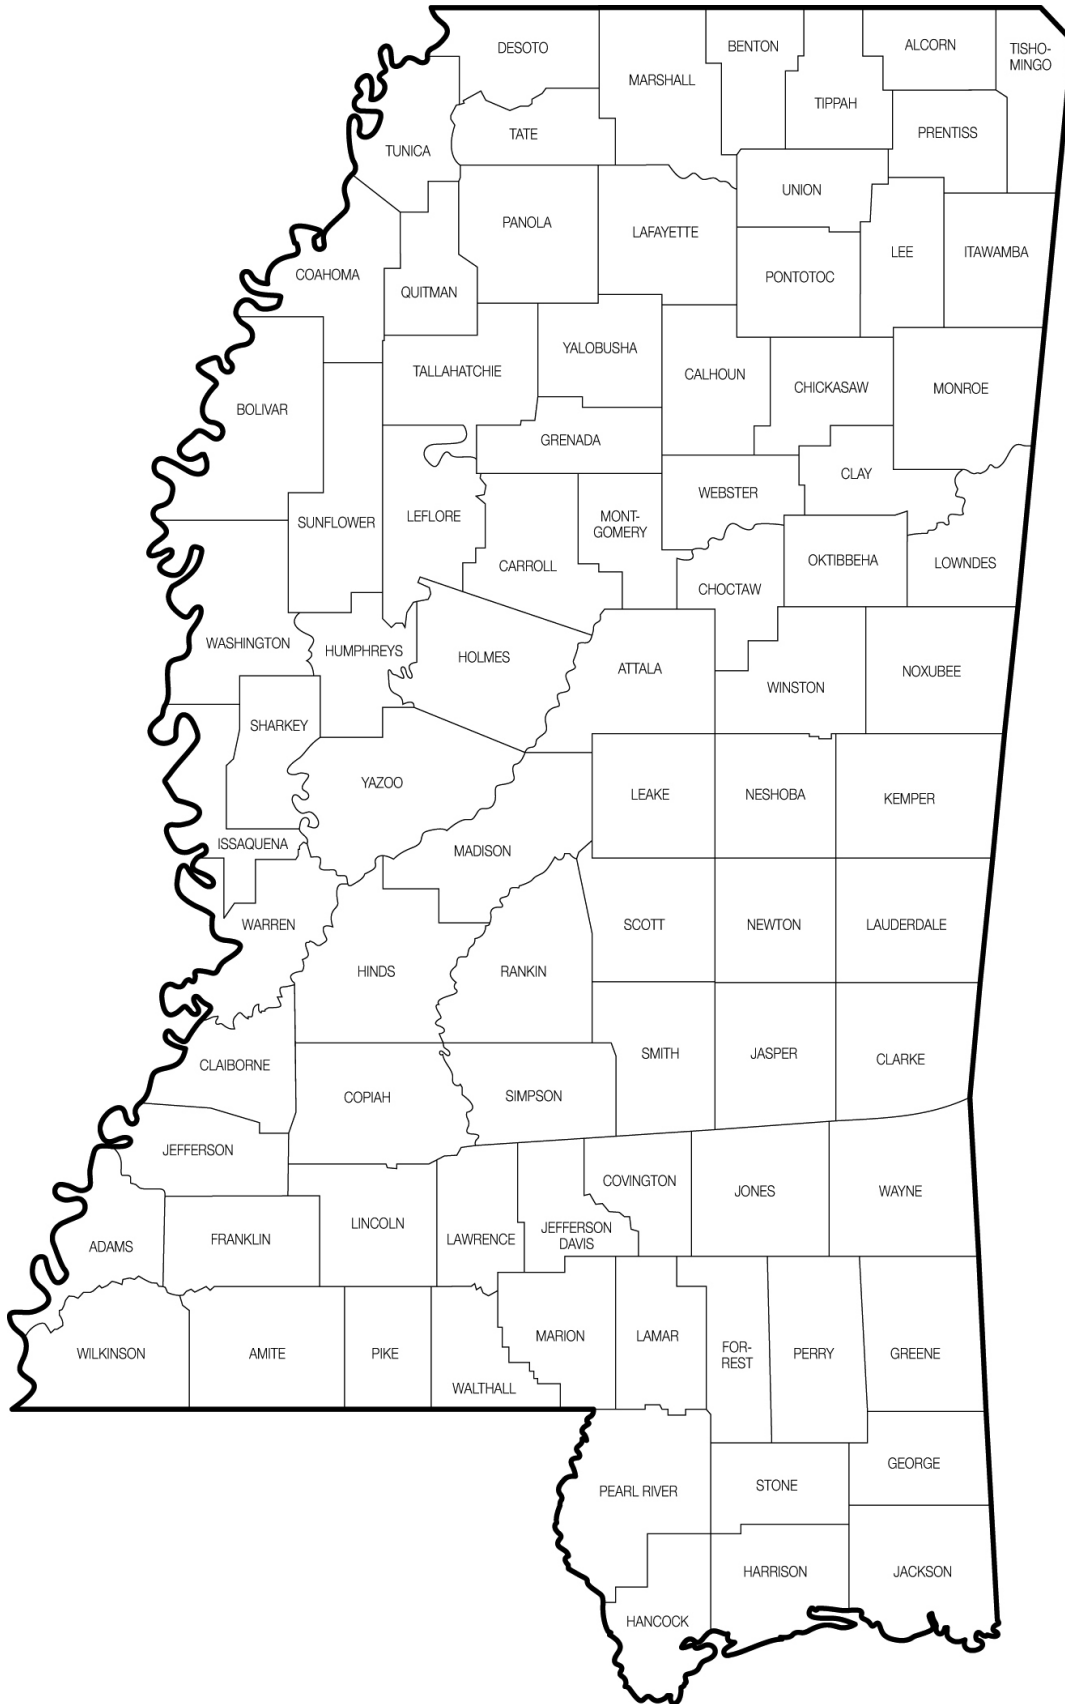 DESOTO
BENTON
ALCORN
TISHO-
MINGO
MARSHALL
TIPPAH
TATE
PRENTISS
TUNICA
UNION
PANOLA
LAFAYETTE
LEE
ITAWAMBA
COAHOMA
PONTOTOC
QUITMAN
YALOBUSHA
TALLAHATCHIE
CALHOUN
CHICKASAW
MONROE
BOLIVAR
GRENADA
CLAY
WEBSTER
SUNFLOWER
LEFLORE
MONT-
GOMERY
CARROLL
OKTIBBEHA
LOWNDES
CHOCTAW
WASHINGTON
HUMPHREYS
HOLMES
ATTALA
WINSTON
NOXUBEE
SHARKEY
YAZOO
LEAKE
NESHOBA
KEMPER
ISSAQUENA
MADISON
WARREN
SCOTT
NEWTON
LAUDERDALE
HINDS
RANKIN
CLAIBORNE
SMITH
JASPER
CLARKE
COPIAH
SIMPSON
JEFFERSON
COVINGTON
JONES
WAYNE
LINCOLN
ADAMS
FRANKLIN
LAWRENCE
JEFFERSON
DAVIS
WILKINSON
AMITE
PIKE
WALTHALL
MARION
LAMAR
FOR-
REST
PERRY
GREENE
GEORGE
PEARL RIVER
STONE
HARRISON
JACKSON
HANCOCK